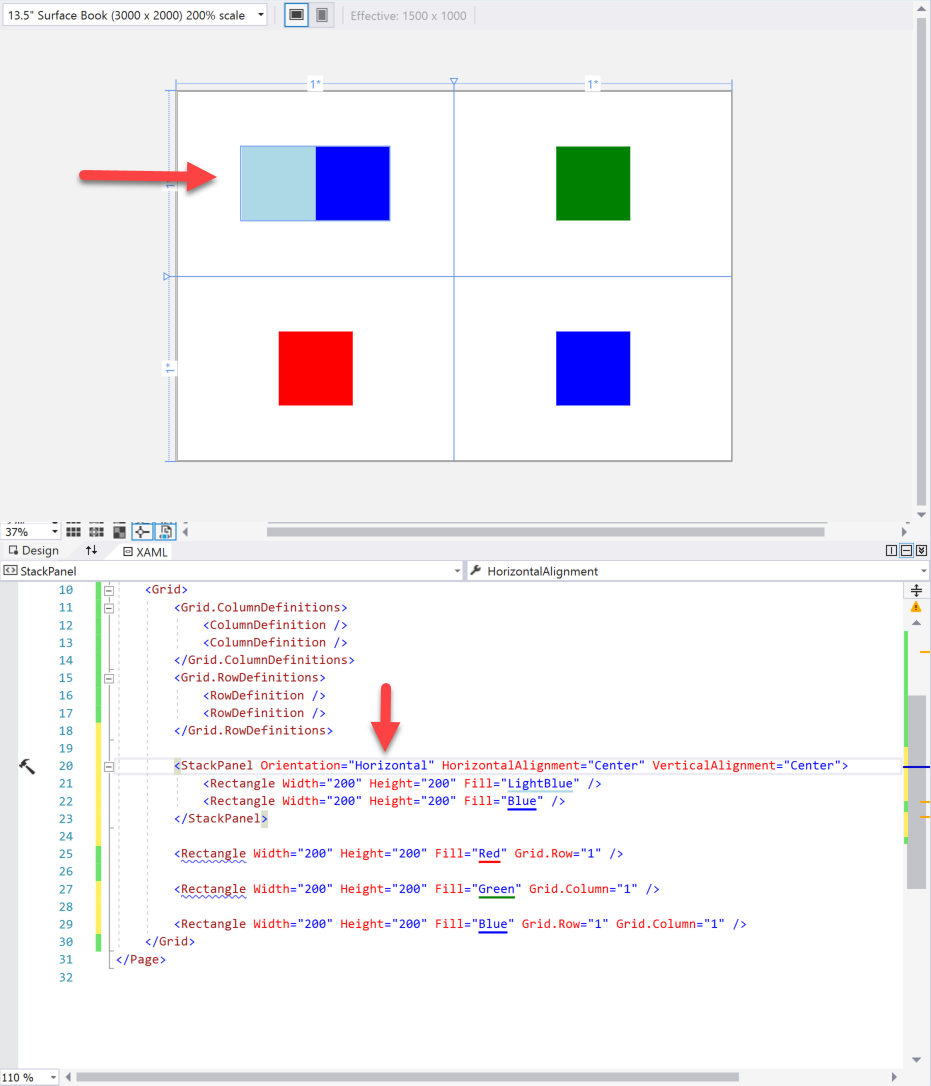 13.5" Surface Book (3000 x 2000) 200% scale
Effective: 1500 x 1000
1*
1*
1*
37%
Design
XAML
StackPanel
HorizontalAlignment
10 <Grid>
11 <Grid.ColumnDefinitions>
12 <ColumnDefinition />
13 <ColumnDefinition />
14 </Grid.ColumnDefinitions>
15 <Grid.RowDefinitions>
16 <RowDefinition />
17 <RowDefinition />
18 </Grid.RowDefinitions>
19
20 <StackPanel Orientation="Horizontal" HorizontalAlignment="Center" VerticalAlignment="Center">
21 <Rectangle Width="200" Height="200" Fill="LightBlue" />
22 <Rectangle Width="200" Height="200" Fill="Blue" />
23 </StackPanel>
24
25 <Rectangle Width="200" Height="200" Fill="Red" Grid.Row="1" />
26
27 <Rectangle Width="200" Height="200" Fill="Green" Grid.Column="1" />
28
29 <Rectangle Width="200" Height="200" Fill="Blue" Grid.Row="1" Grid.Column="1" />
30 </Grid>
31 </Page>
32
110 %